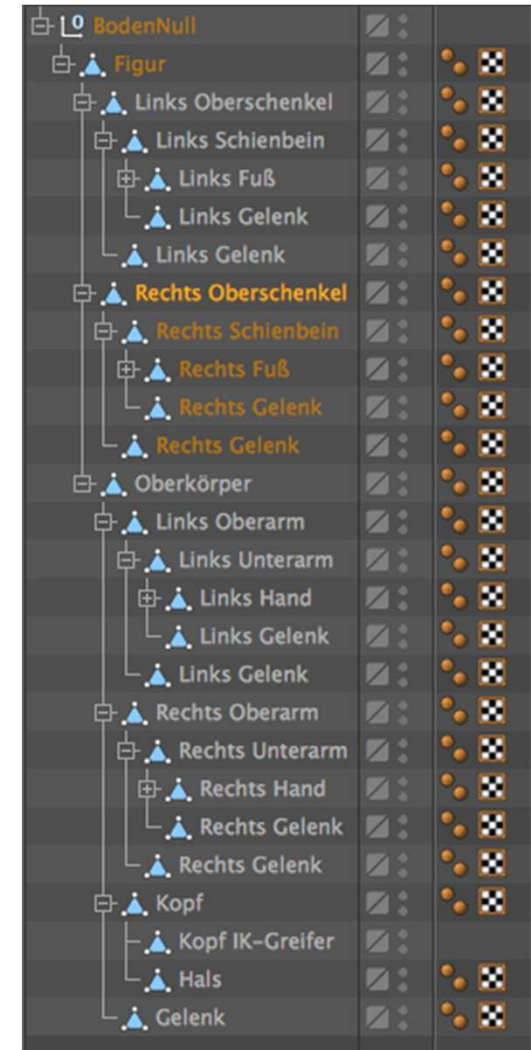 BodenNull
Figur
Links Oberschenkel
Links Schienbein
Links Fuß
Links Gelenk
Links Gelenk
Rechts Oberschenkel
Rechts Schienbein
Rechts Fuß
Rechts Gelenk
Rechts Gelenk
Oberkörper
Links Oberarm
Links Unterarm
Links Hand
Links Gelenk
Links Gelenk
Rechts Oberarm
Rechts Unterarm
Rechts Hand
Rechts Gelenk
Rechts Gelenk
Kopf
Kopf IK-Greifer
Hals
Gelenk